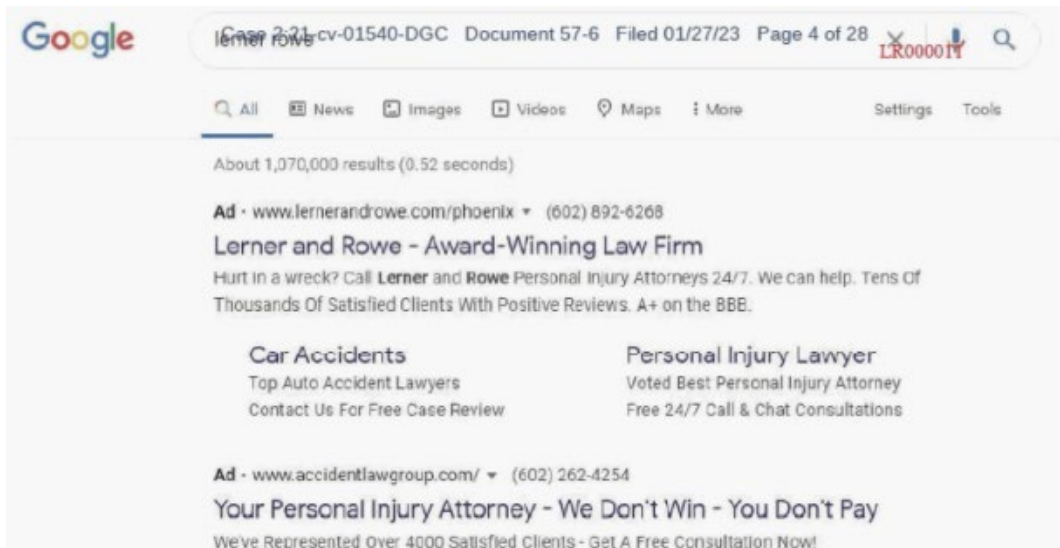 Google
lerner rowe
Case 2:21-cv-01540-DGC Document 57-6 Filed 01/27/23 Page 4 of 28
All News Images Videos Maps More Settings Tools
About 1,070,000 results (0.52 seconds)
Ad · www.lernerandrowe.com/phoenix (602) 892-6268
Lerner and Rowe - Award-Winning Law Firm
Hurt in a wreck? Call Lerner and Rowe Personal Injury Attorneys 24/7. We can help. Tens Of
Thousands Of Satisfied Clients With Positive Reviews. A+ on the BBB.
Car Accidents
Top Auto Accident Lawyers
Contact Us For Free Case Review
Personal Injury Lawyer
Voted Best Personal Injury Attorney
Free 24/7 Call & Chat Consultations
Ad · www.accidentlawgroup.com/ (602) 262-4254
Your Personal Injury Attorney - We Don't Win - You Don't Pay
We've Represented Over 4000 Satisfied Clients - Get A Free Consultation Now!